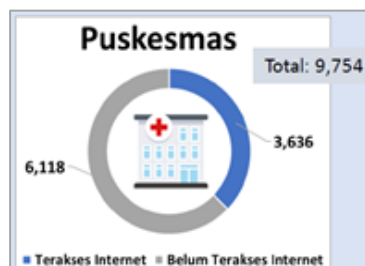 Puskesmas
Total: 9,754
3,636
6,118
Terakses Internet Belum Terakses Internet